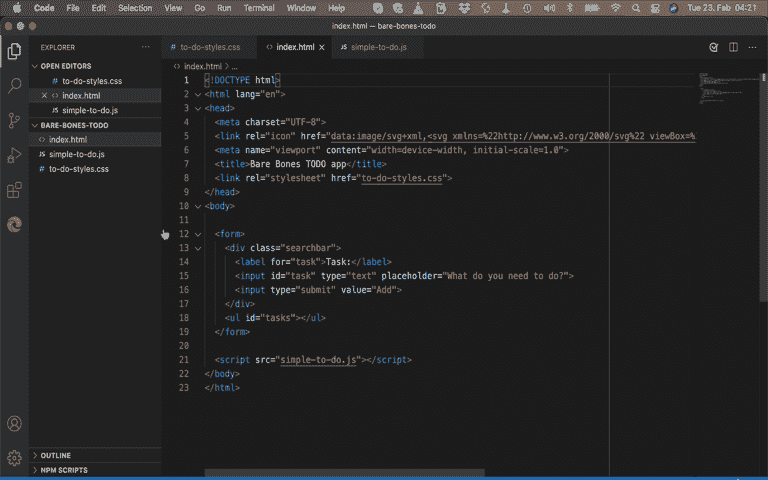 Code File Edit Selection View Go Run Terminal Window Help Tue 23. Feb 04:21
index.html — bare-bones-todo
EXPLORER
OPEN EDITORS
to-do-styles.css
index.html
simple-to-do.js
BARE-BONES-TODO
index.html
simple-to-do.js
to-do-styles.css
OUTLINE
NPM SCRIPTS
to-do-styles.css index.html simple-to-do.js
index.html > ...
1 <!DOCTYPE html>
2 <html lang="en">
3 <head>
4 <meta charset="UTF-8">
5 <link rel="icon" href="data:image/svg+xml,<svg xmlns=%22http://www.w3.org/2000/svg%22 viewBox=%
6 <meta name="viewport" content="width=device-width, initial-scale=1.0">
7 <title>Bare Bones TODO app</title>
8 <link rel="stylesheet" href="to-do-styles.css">
9 </head>
10 <body>
11
12 <form>
13 <div class="searchbar">
14 <label for="task">Task:</label>
15 <input id="task" type="text" placeholder="What do you need to do?">
16 <input type="submit" value="Add">
17 </div>
18 <ul id="tasks"></ul>
19 </form>
20
21 <script src="simple-to-do.js"></script>
22 </body>
23 </html>